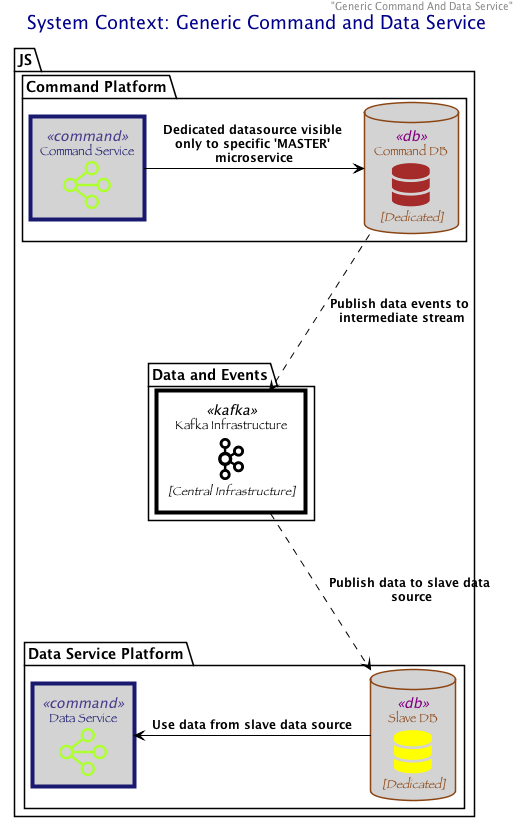 "Generic Command And Data Service"
System Context: Generic Command and Data Service
JS
Command Platform
«command»
Command Service
Dedicated datasource visible
only to specific 'MASTER'
microservice
«db»
Command DB
[Dedicated]
Publish data events to
intermediate stream
Data and Events
«kafka»
Kafka Infrastructure
[Central Infrastructure]
Publish data to slave data
source
Data Service Platform
«command»
Data Service
Use data from slave data source
«db»
Slave DB
[Dedicated]